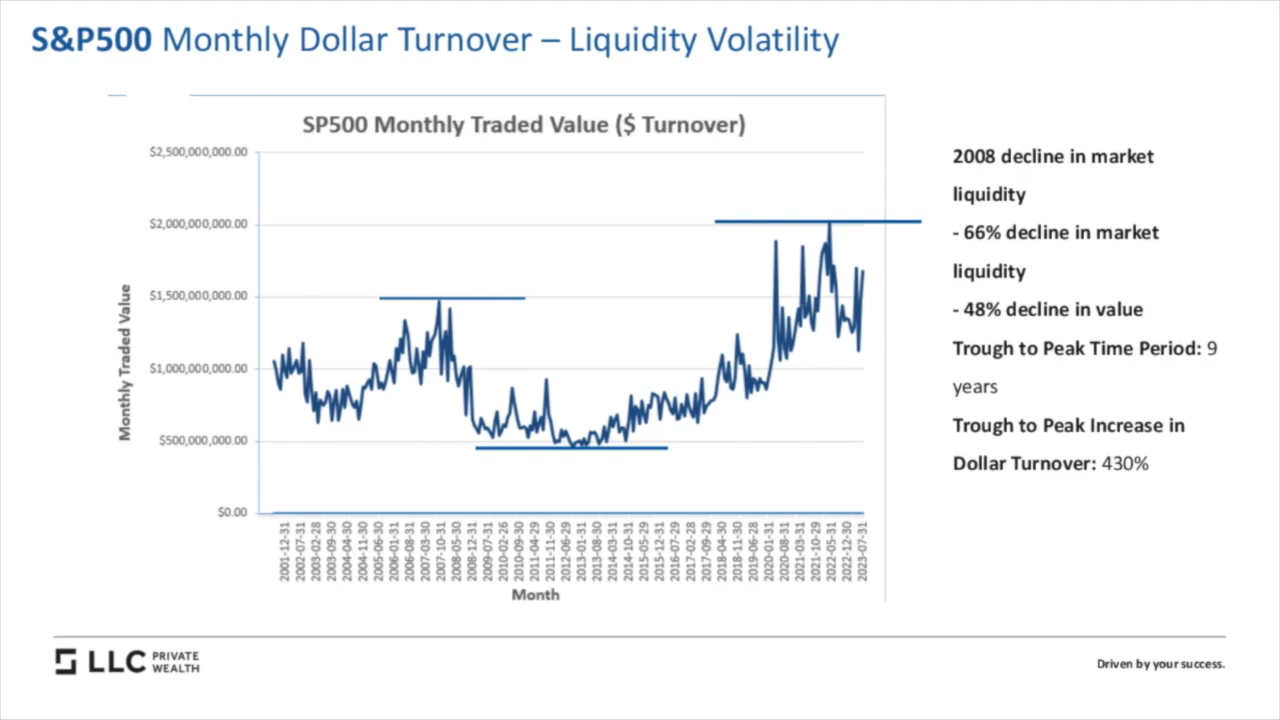 S&P500 Monthly Dollar Turnover – Liquidity Volatility
SP500 Monthly Traded Value ($ Turnover)
$2,500,000,000.00
$2,000,000,000.00
$1,500,000,000.00
$1,000,000,000.00
$500,000,000.00
$0.00
Monthly Traded Value
2001-12-31
2002-07-31
2003-02-28
2003-09-30
2004-04-30
2004-11-30
2005-06-30
2006-01-31
2006-08-31
2007-03-30
2007-10-31
2008-05-30
2008-12-31
2009-07-31
2010-02-26
2010-09-30
2011-04-29
2011-11-30
2012-06-29
2013-01-31
2013-08-30
2014-03-31
2014-10-31
2015-05-29
2015-12-31
2016-07-29
2017-02-28
2017-09-29
2018-04-30
2018-11-30
2019-06-28
2020-01-31
2020-08-31
2021-03-31
2021-10-29
2022-05-31
2022-12-30
2023-07-31
Month
2008 decline in market
liquidity
- 66% decline in market
liquidity
- 48% decline in value
Trough to Peak Time Period: 9
years
Trough to Peak Increase in
Dollar Turnover: 430%
LLC PRIVATE
WEALTH
Driven by your success.